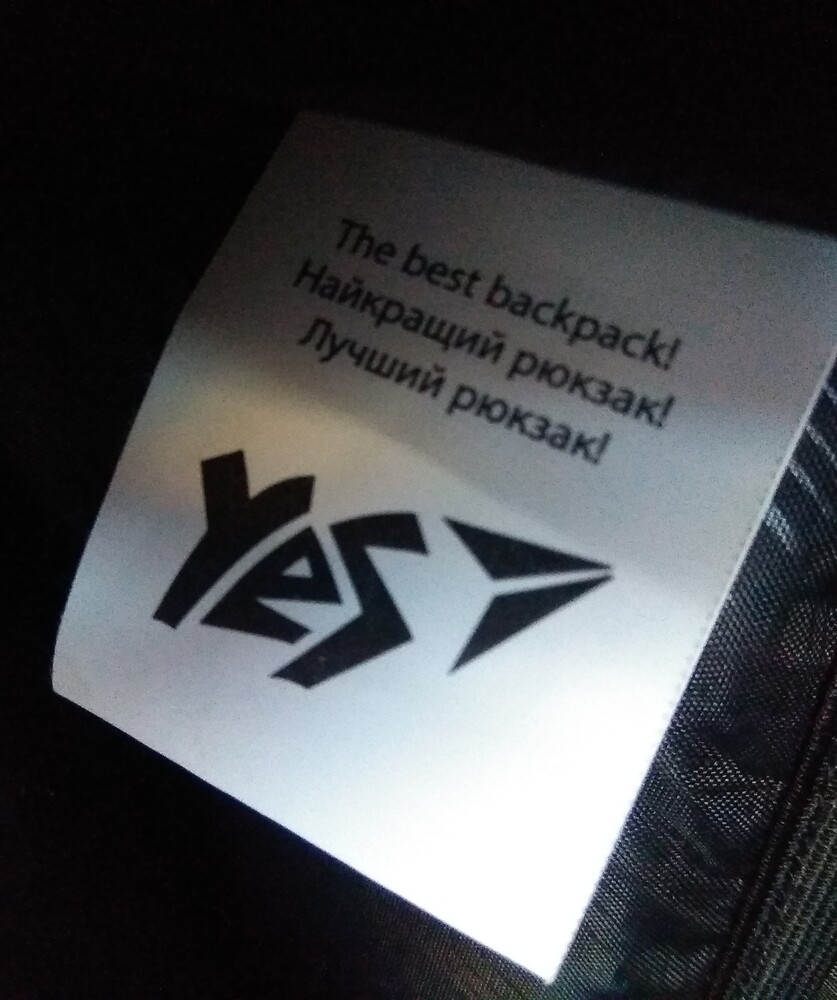 The best backpack!
Найкращий рюкзак!
Лучший рюкзак!
Yes